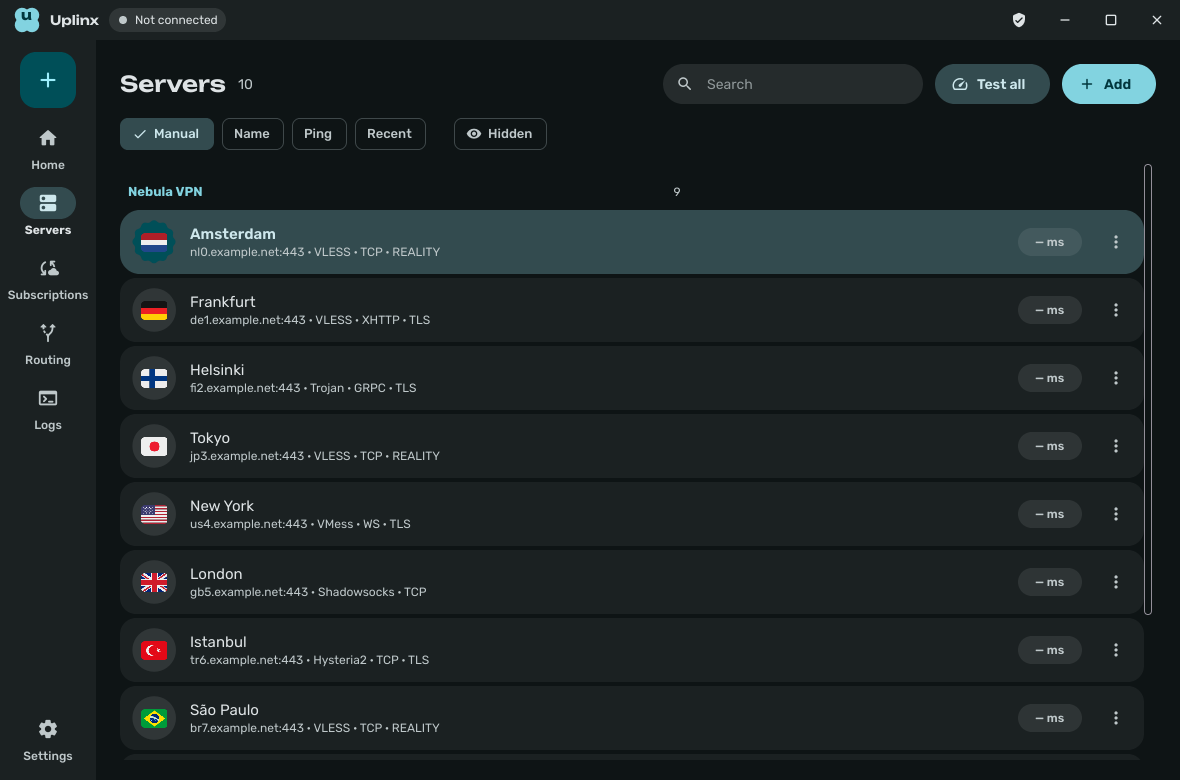 Uplinx
Not connected
Home
Servers
Subscriptions
Routing
Logs
Settings
Servers 10
Search
Test all
Add
Manual
Name
Ping
Recent
Hidden
Nebula VPN
9
Amsterdam
nl0.example.net:443 • VLESS • TCP • REALITY
– ms
Frankfurt
de1.example.net:443 • VLESS • XHTTP • TLS
– ms
Helsinki
fi2.example.net:443 • Trojan • GRPC • TLS
– ms
Tokyo
jp3.example.net:443 • VLESS • TCP • REALITY
– ms
New York
us4.example.net:443 • VMess • WS • TLS
– ms
London
gb5.example.net:443 • Shadowsocks • TCP
– ms
Istanbul
tr6.example.net:443 • Hysteria2 • TCP • TLS
– ms
São Paulo
br7.example.net:443 • VLESS • TCP • REALITY
– ms